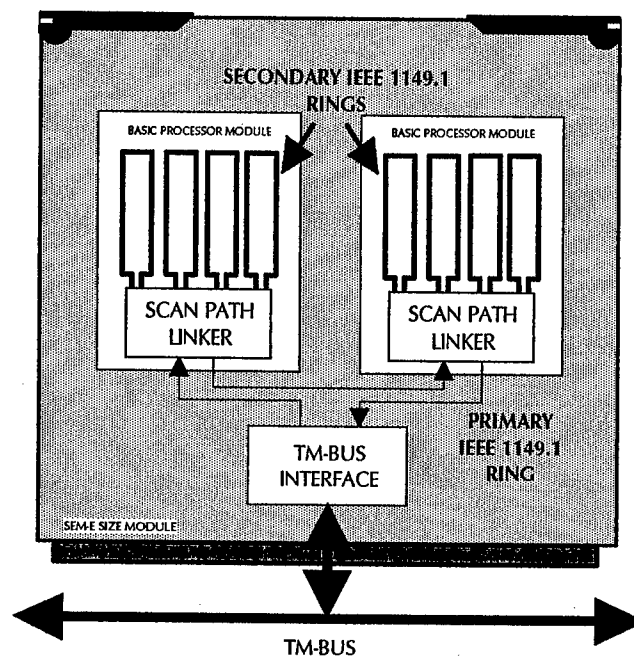 SECONDARY IEEE 1149.1
RINGS
BASIC PROCESSOR MODULE
BASIC PROCESSOR MODULE
SCAN PATH
LINKER
SCAN PATH
LINKER
PRIMARY
IEEE 1149.1
RING
TM-BUS
INTERFACE
SEM-E SIZE MODULE
TM-BUS